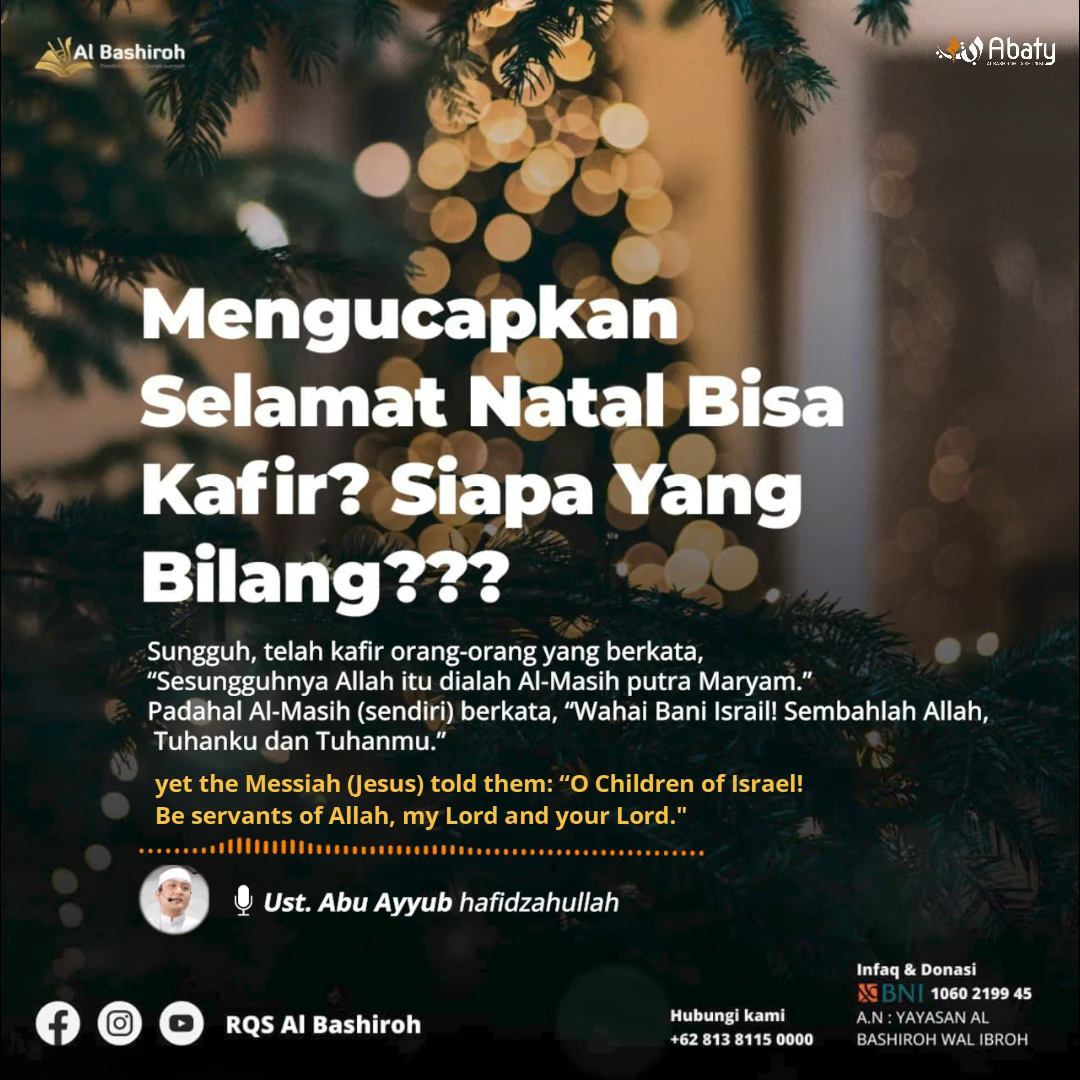 Al Bashiroh
Abaty
Mengucapkan
Selamat Natal Bisa
Kafir? Siapa Yang
Bilang???
Sungguh, telah kafir orang-orang yang berkata,
“Sesungguhnya Allah itu dialah Al-Masih putra Maryam.”
Padahal Al-Masih (sendiri) berkata, “Wahai Bani Israil! Sembahlah Allah,
Tuhanku dan Tuhanmu.”
yet the Messiah (Jesus) told them: “O Children of Israel!
Be servants of Allah, my Lord and your Lord."
Ust. Abu Ayyub hafidzahullah
Infaq & Donasi
BNI 1060 2199 45
A.N : YAYASAN AL
BASHIROH WAL IBROH
Hubungi kami
+62 813 8115 0000
RQS Al Bashiroh